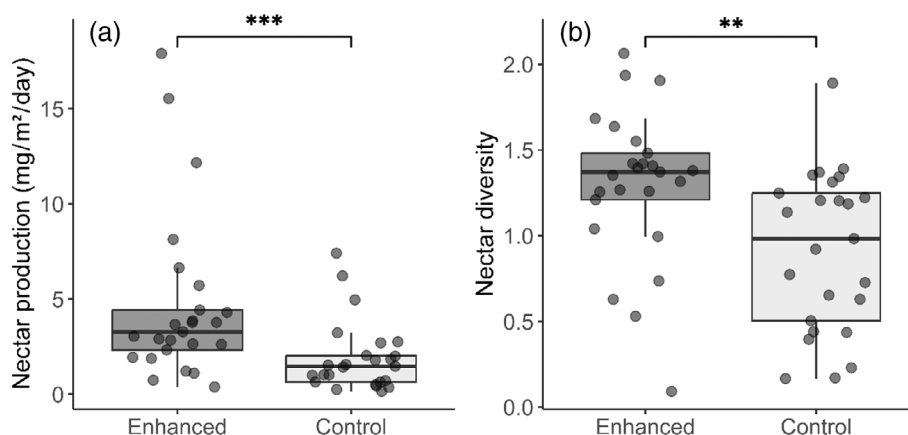 (a)
***
Nectar production (mg/m²/day)
15
10
5
0
Enhanced
Control
(b)
**
Nectar diversity
2.0
1.5
1.0
0.5
0.0
Enhanced
Control